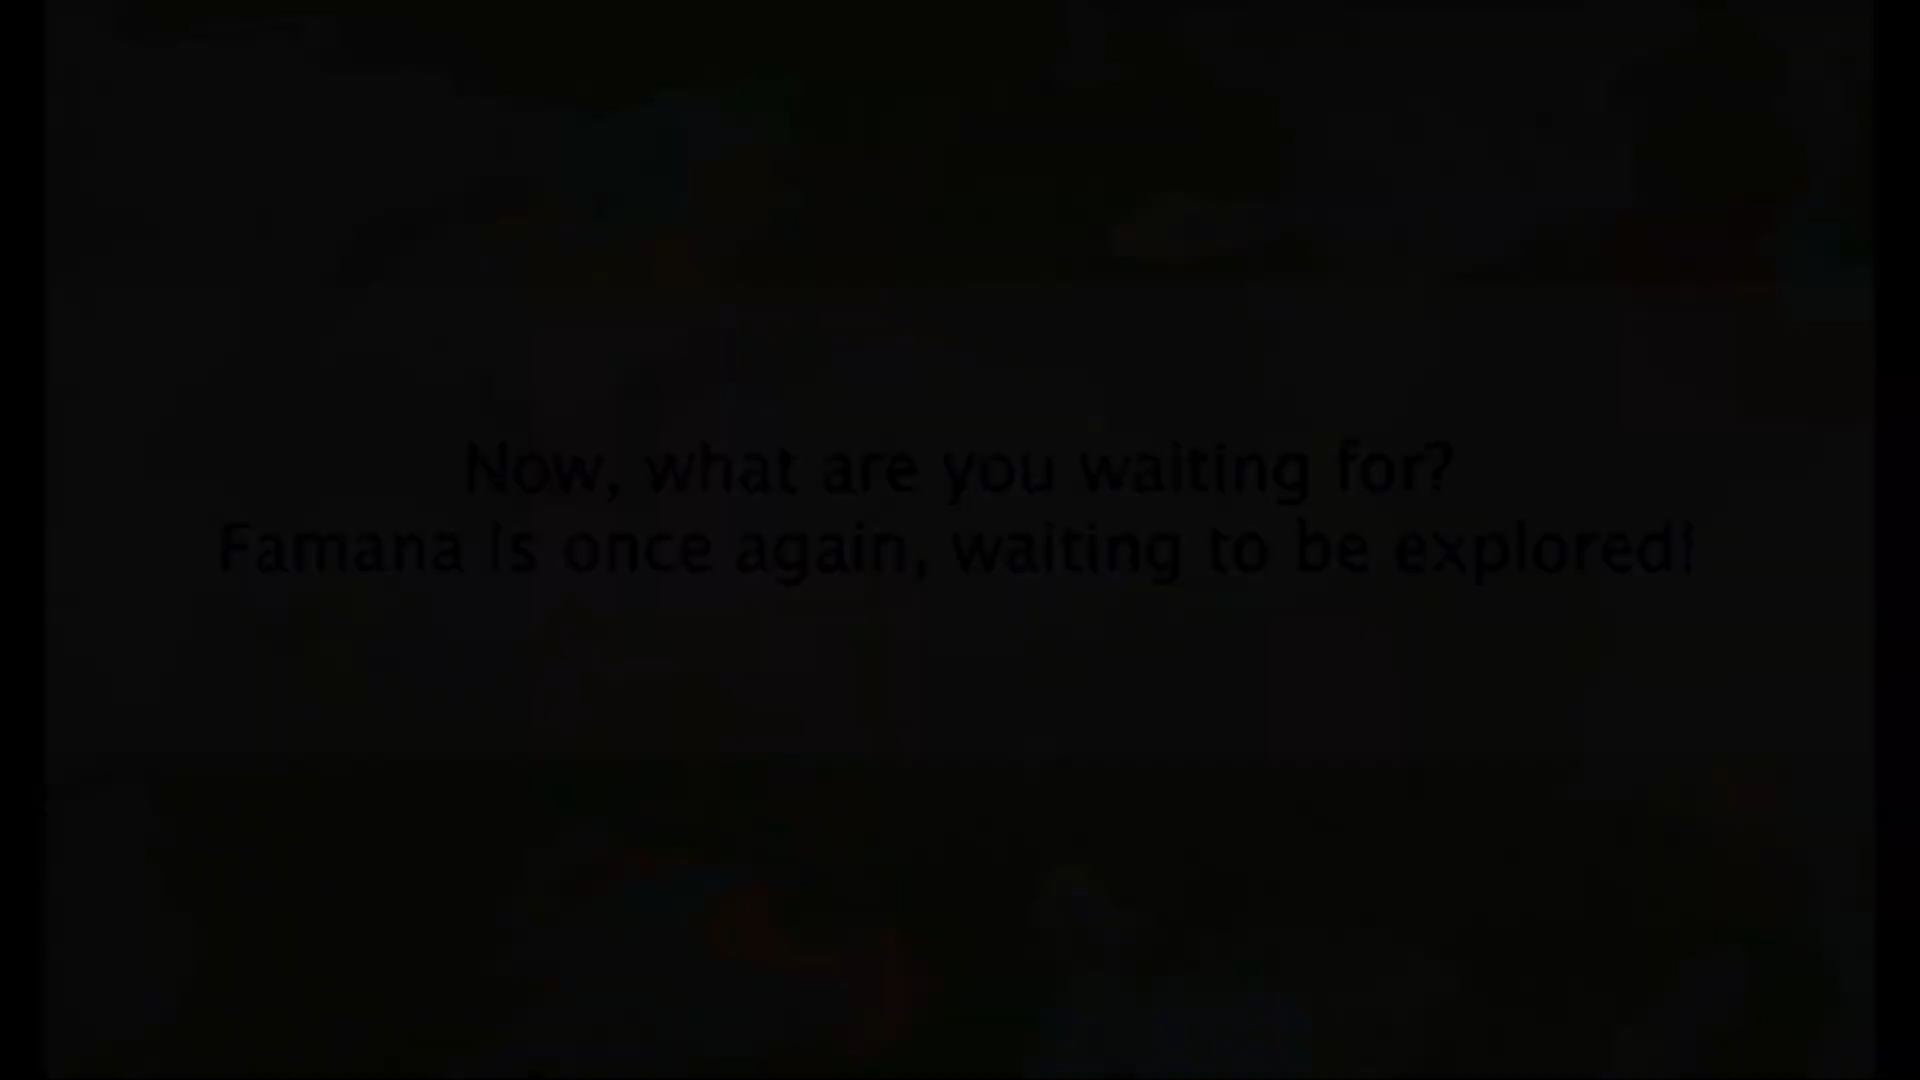 Now, what are you waiting for?
Famana is once again, waiting to be explored!